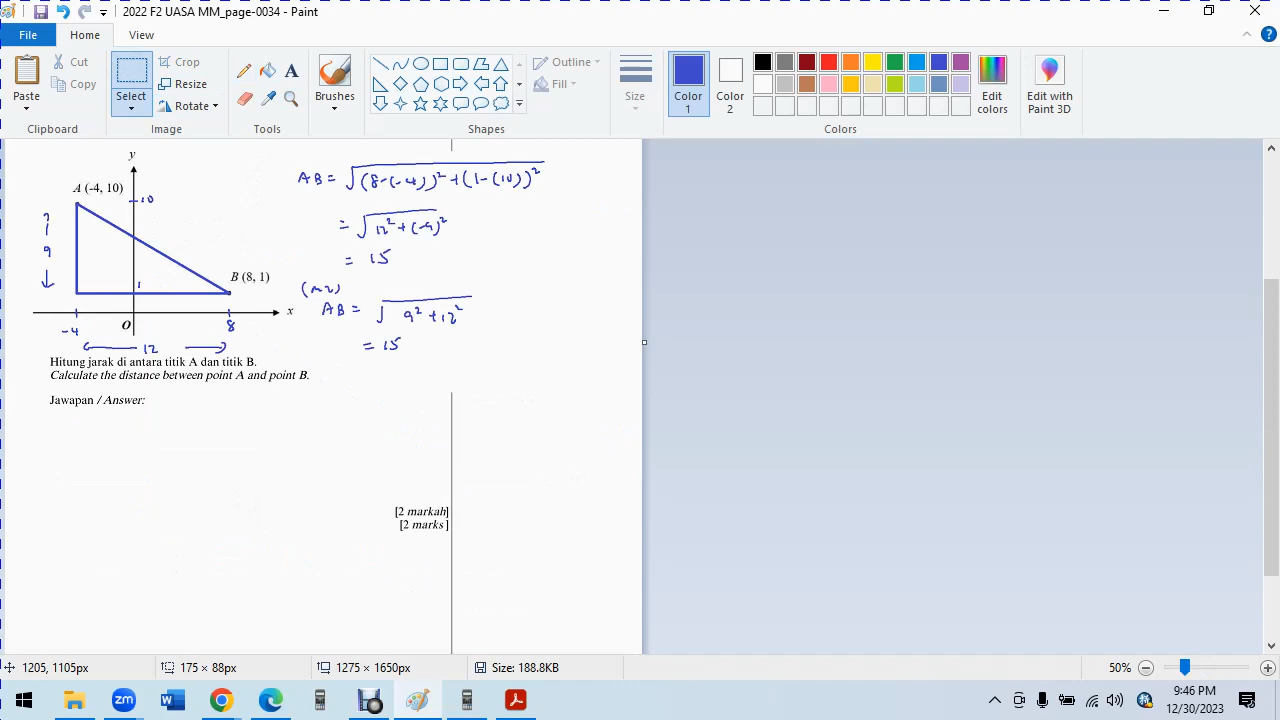 2022 F2 UASA MM_page-0034 - Paint
File
Home
View
Paste
Cut
Copy
Clipboard
Select
Crop
Resize
Rotate
Image
A
Tools
Brushes
Shapes
Outline
Fill
Size
Color 1
Color 2
Edit colors
Edit with Paint 3D
Colors
y
A (-4, 10)
10
9
1
B (8, 1)
x
O
-4
8
12
AB = √(8-(-4))² + (1-(10))²
= √12² + (-9)²
= 15
(M2)
AB = √ 9² + 12²
= 15
Hitung jarak di antara titik A dan titik B.
Calculate the distance between point A and point B.
Jawapan / Answer:
[2 markah]
[2 marks ]
1205, 1105px
175 × 88px
1275 × 1650px
Size: 188.8KB
50%
zm
W
9:46 PM
12/30/2023